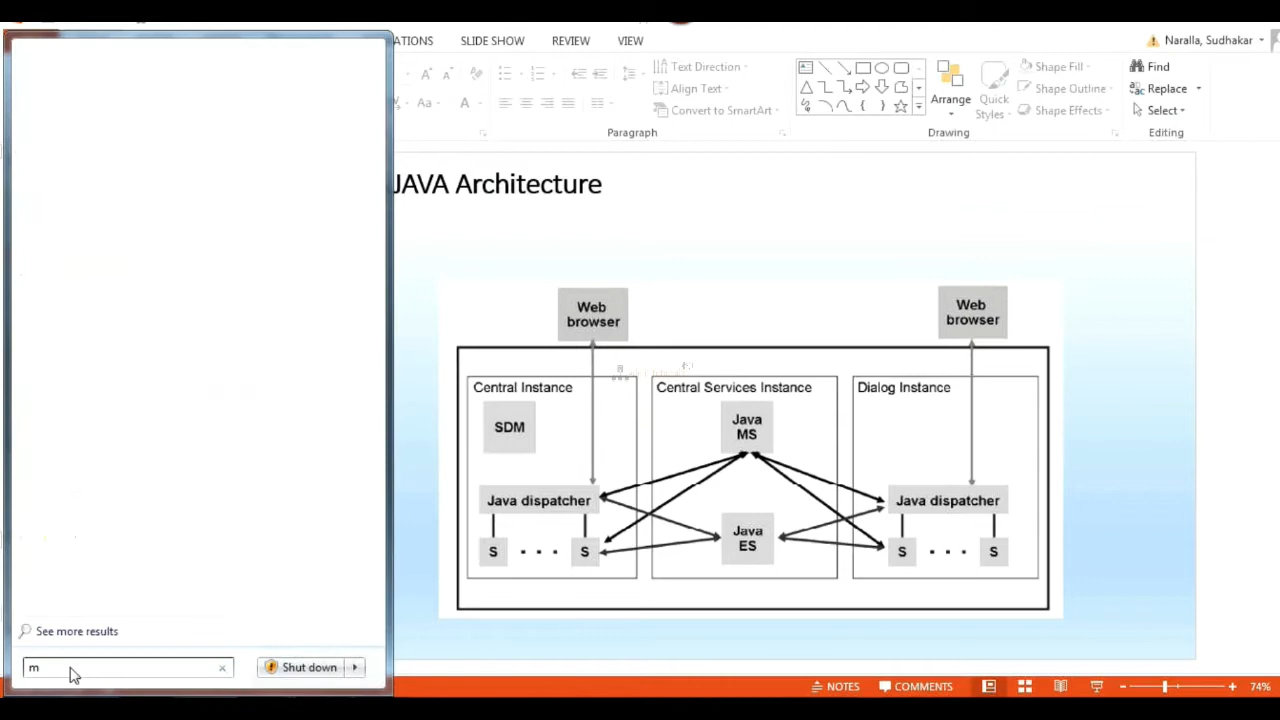 ATIONS SLIDE SHOW REVIEW VIEW Naralla, Sudhakar
Text Direction Shape Fill Find
Align Text Arrange Quick Shape Outline Replace
Aa A Convert to SmartArt Styles Shape Effects Select
Paragraph Drawing Editing
JAVA Architecture
Web
browser
Web
browser
Central Instance
SDM
Java dispatcher
S . . . S
Central Services Instance
Java
MS
Java
ES
Dialog Instance
Java dispatcher
S . . . S
See more results
m
Shut down
NOTES COMMENTS 74%